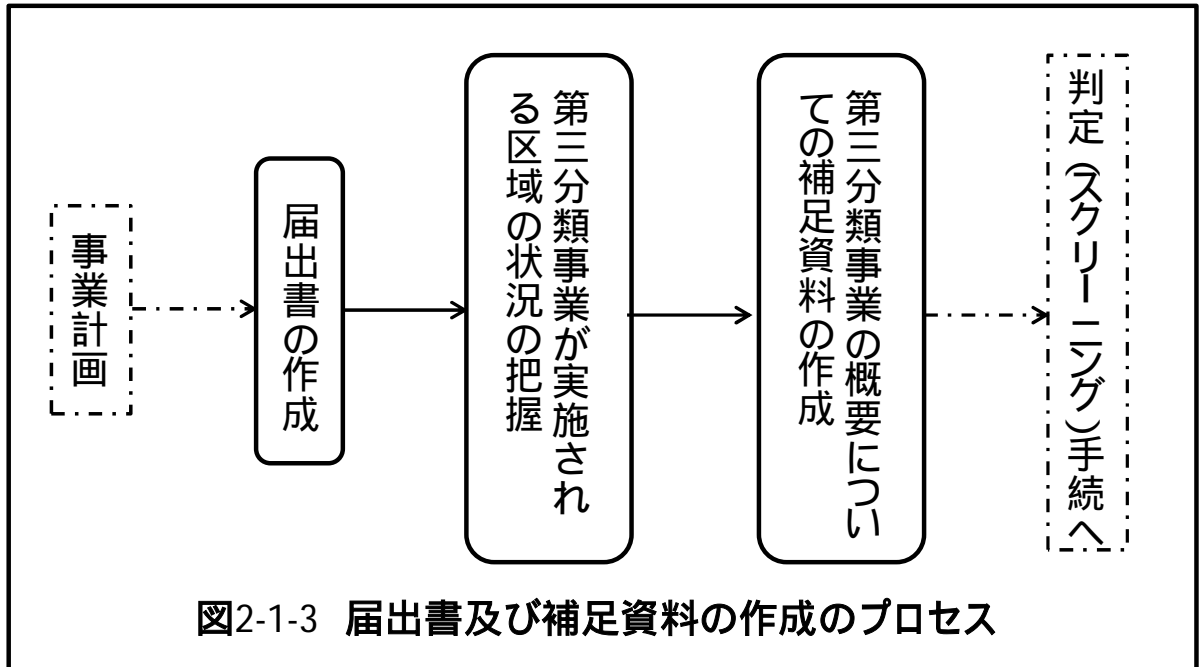 事業計画
届出書の作成
第三分類事業が実施され
る区域の状況の把握
第三分類事業の概要につい
ての補足資料の作成
判定(スクリーニング)手続へ
図2-1-3 届出書及び補足資料の作成のプロセス